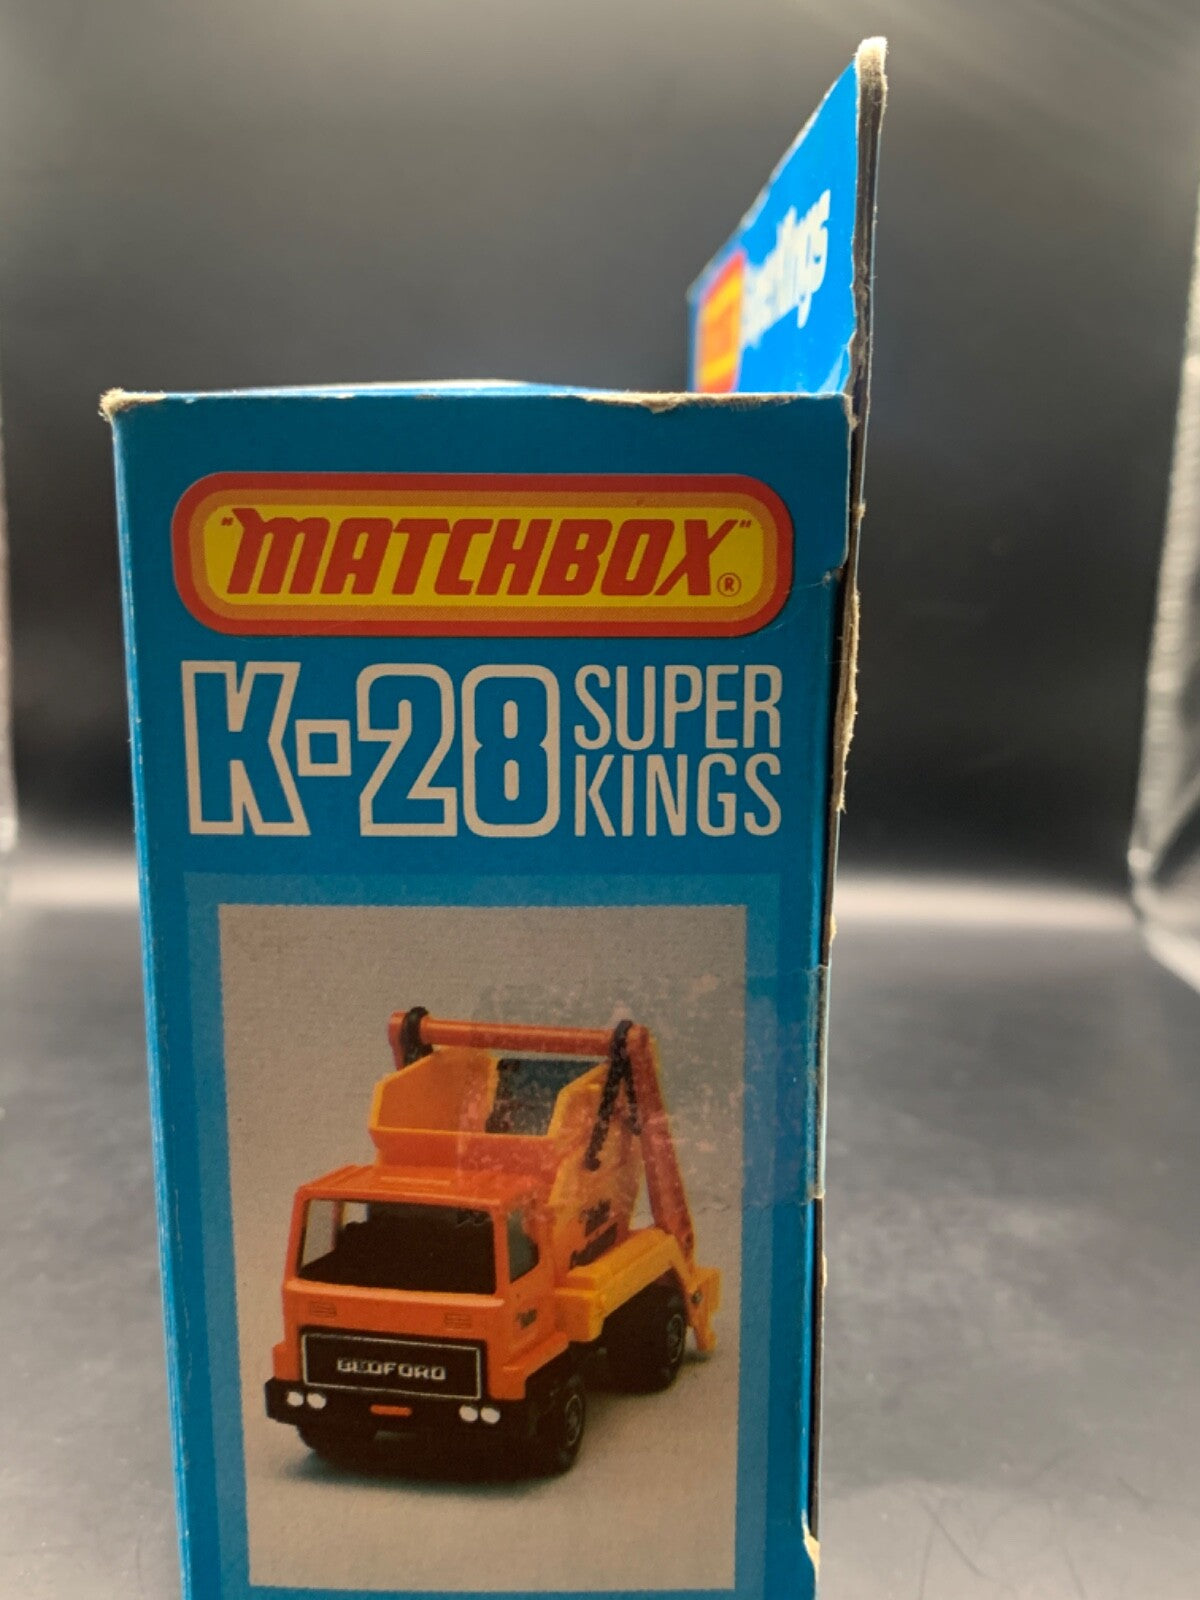 "MATCHBOX"®
K-28 SUPER KINGS
BEDFORD